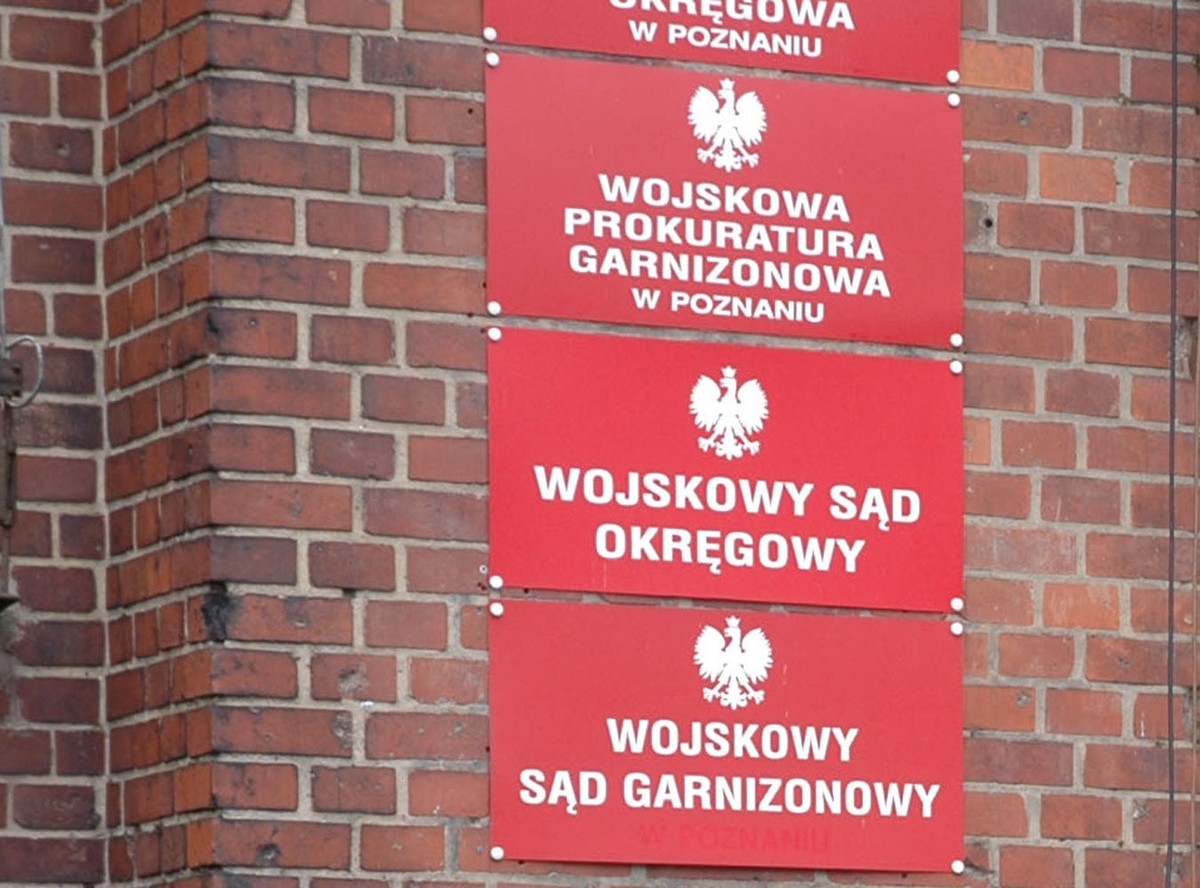 OKRĘGOWA
W POZNANIU
WOJSKOWA
PROKURATURA
GARNIZONOWA
W POZNANIU
WOJSKOWY SĄD
OKRĘGOWY
WOJSKOWY
SĄD GARNIZONOWY
W POZNANIU